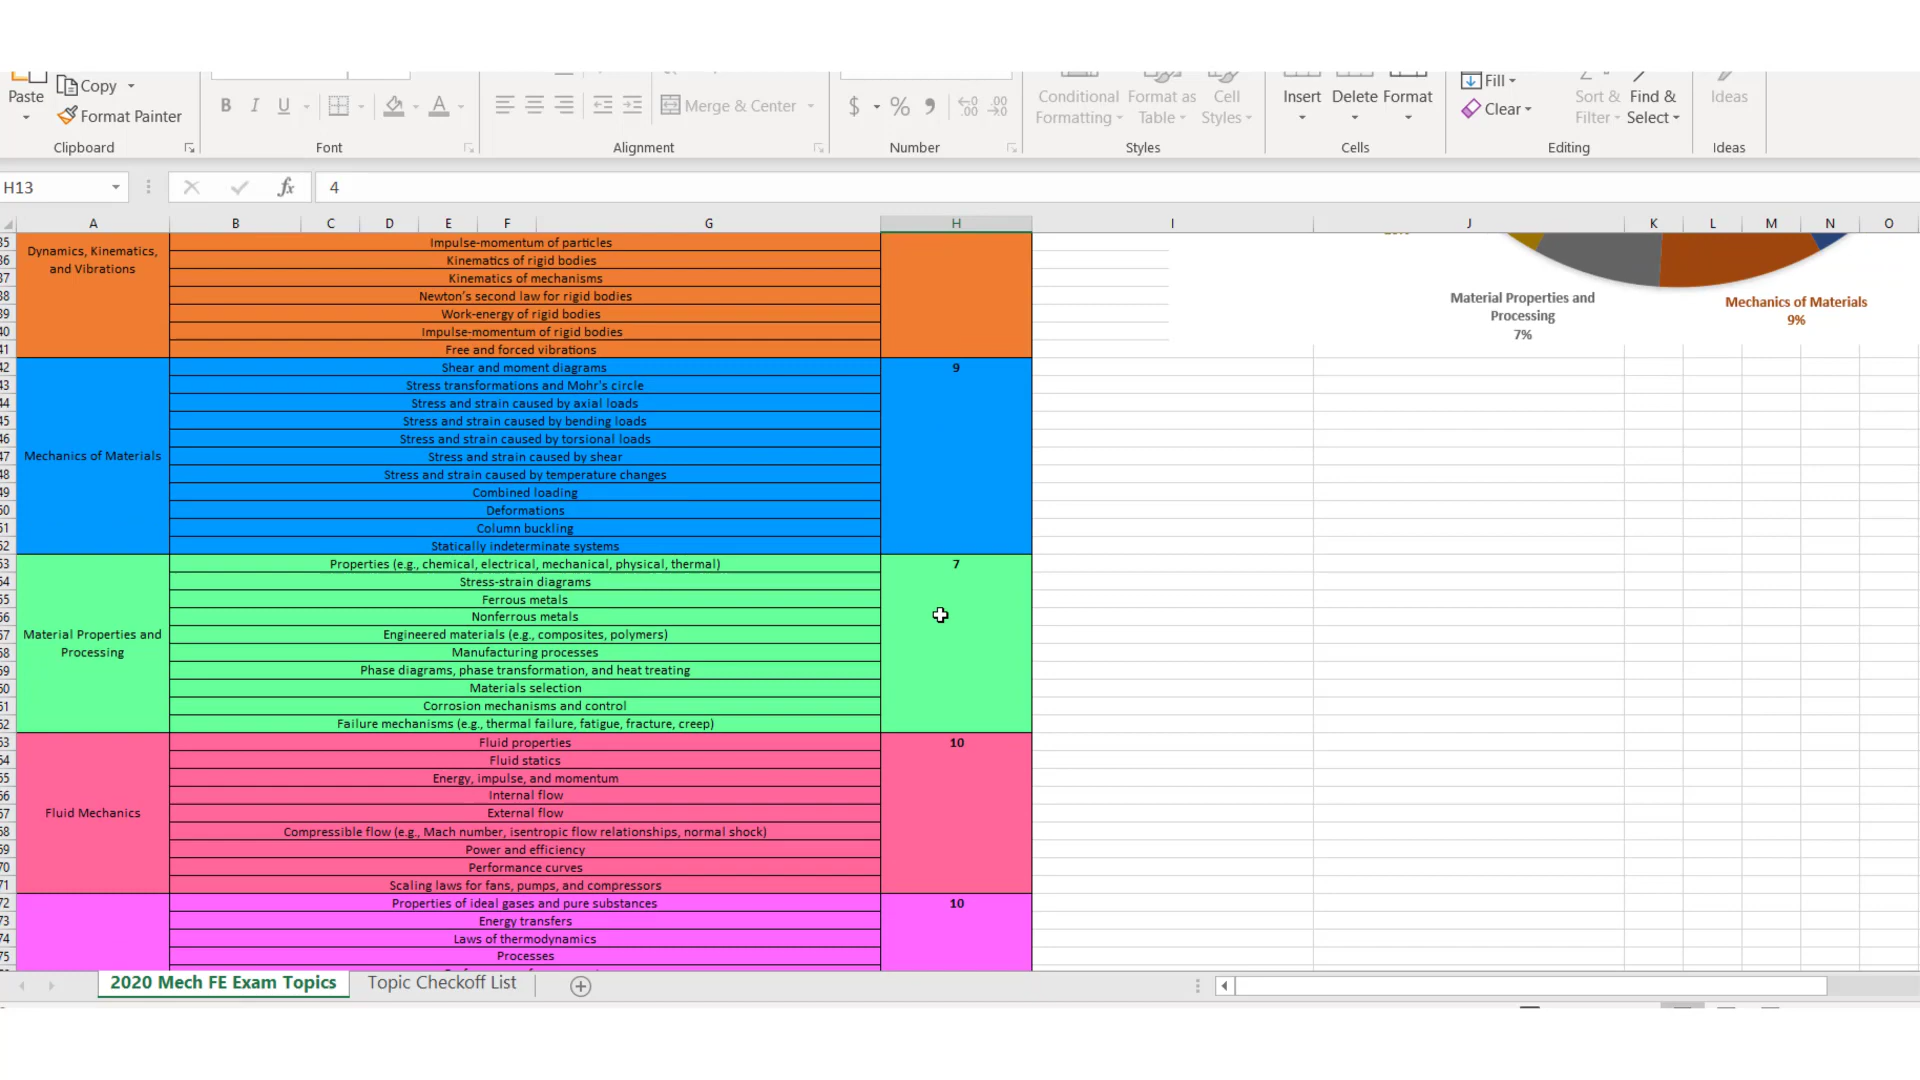 Copy
Paste
Format Painter
Clipboard
B I U
A
Font
Merge & Center
Alignment
$ % ,
Number
Conditional Formatting
Format as Table
Cell Styles
Styles
Insert
Delete
Format
Cells
Fill
Clear
Sort & Filter
Find & Select
Editing
Ideas
Ideas
H13
fx
4
A B C D E F G H I J K L M N O
Dynamics, Kinematics,
and Vibrations
Impulse-momentum of particles
Kinematics of rigid bodies
Kinematics of mechanisms
Newton's second law for rigid bodies
Work-energy of rigid bodies
Impulse-momentum of rigid bodies
Free and forced vibrations
Mechanics of Materials
Shear and moment diagrams
9
Stress transformations and Mohr's circle
Stress and strain caused by axial loads
Stress and strain caused by bending loads
Stress and strain caused by torsional loads
Stress and strain caused by shear
Stress and strain caused by temperature changes
Combined loading
Deformations
Column buckling
Statically indeterminate systems
Material Properties and
Processing
Properties (e.g., chemical, electrical, mechanical, physical, thermal)
7
Stress-strain diagrams
Ferrous metals
Nonferrous metals
Engineered materials (e.g., composites, polymers)
Manufacturing processes
Phase diagrams, phase transformation, and heat treating
Materials selection
Corrosion mechanisms and control
Failure mechanisms (e.g., thermal failure, fatigue, fracture, creep)
Fluid Mechanics
Fluid properties
10
Fluid statics
Energy, impulse, and momentum
Internal flow
External flow
Compressible flow (e.g., Mach number, isentropic flow relationships, normal shock)
Power and efficiency
Performance curves
Scaling laws for fans, pumps, and compressors
Properties of ideal gases and pure substances
10
Energy transfers
Laws of thermodynamics
Processes
Material Properties and
Processing
7%
Mechanics of Materials
9%
2020 Mech FE Exam Topics
Topic Checkoff List